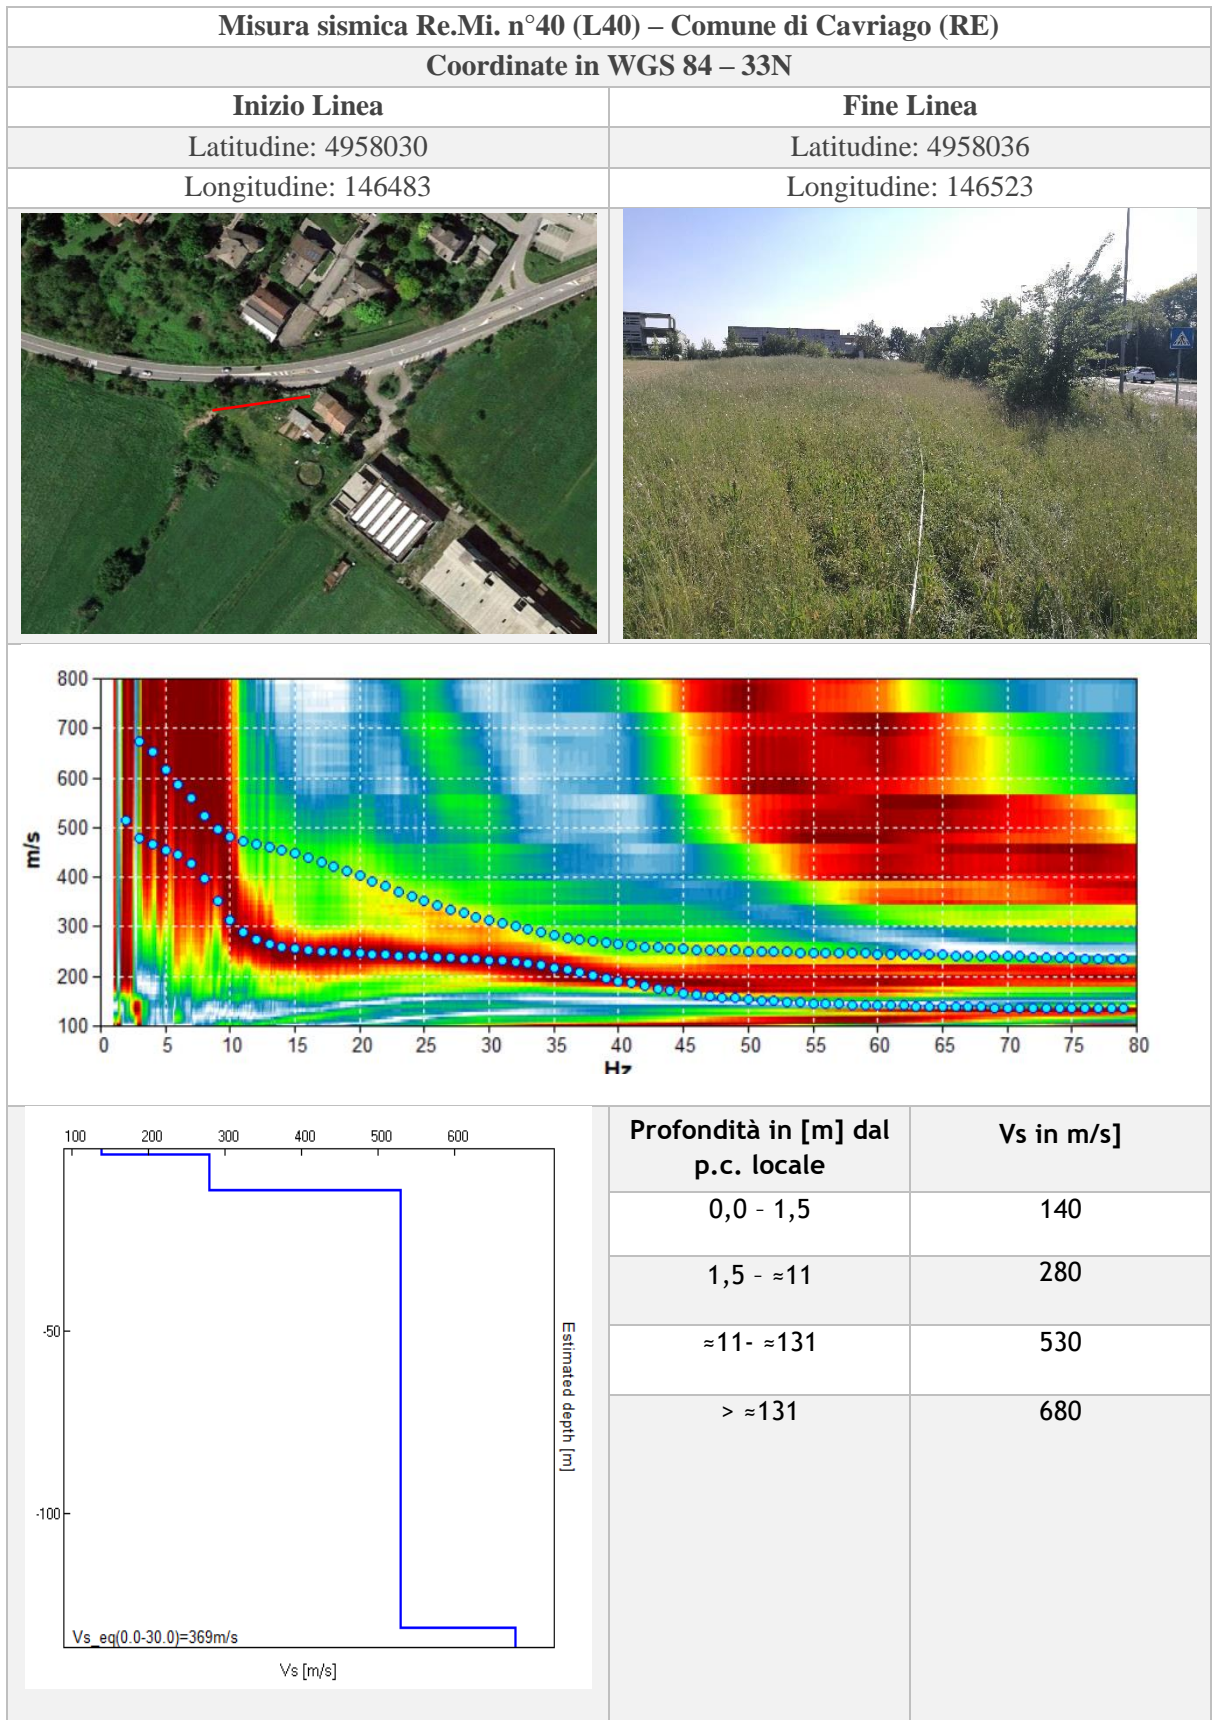 Misura sismica Re.Mi. n°40 (L40) – Comune di Cavriago (RE)
Coordinate in WGS 84 – 33N
Inizio Linea
Fine Linea
Latitudine: 4958030
Latitudine: 4958036
Longitudine: 146483
Longitudine: 146523
800
700
600
500
400
300
200
100
m/s
0 5 10 15 20 25 30 35 40 45 50 55 60 65 70 75 80
Hz
100 200 300 400 500 600
-50
-100
Estimated depth [m]
Vs_eq(0.0-30.0)=369m/s
Vs [m/s]
Profondità in [m] dal
p.c. locale
Vs in m/s]
0,0 – 1,5
140
1,5 – ≈11
280
≈11- ≈131
530
> ≈131
680